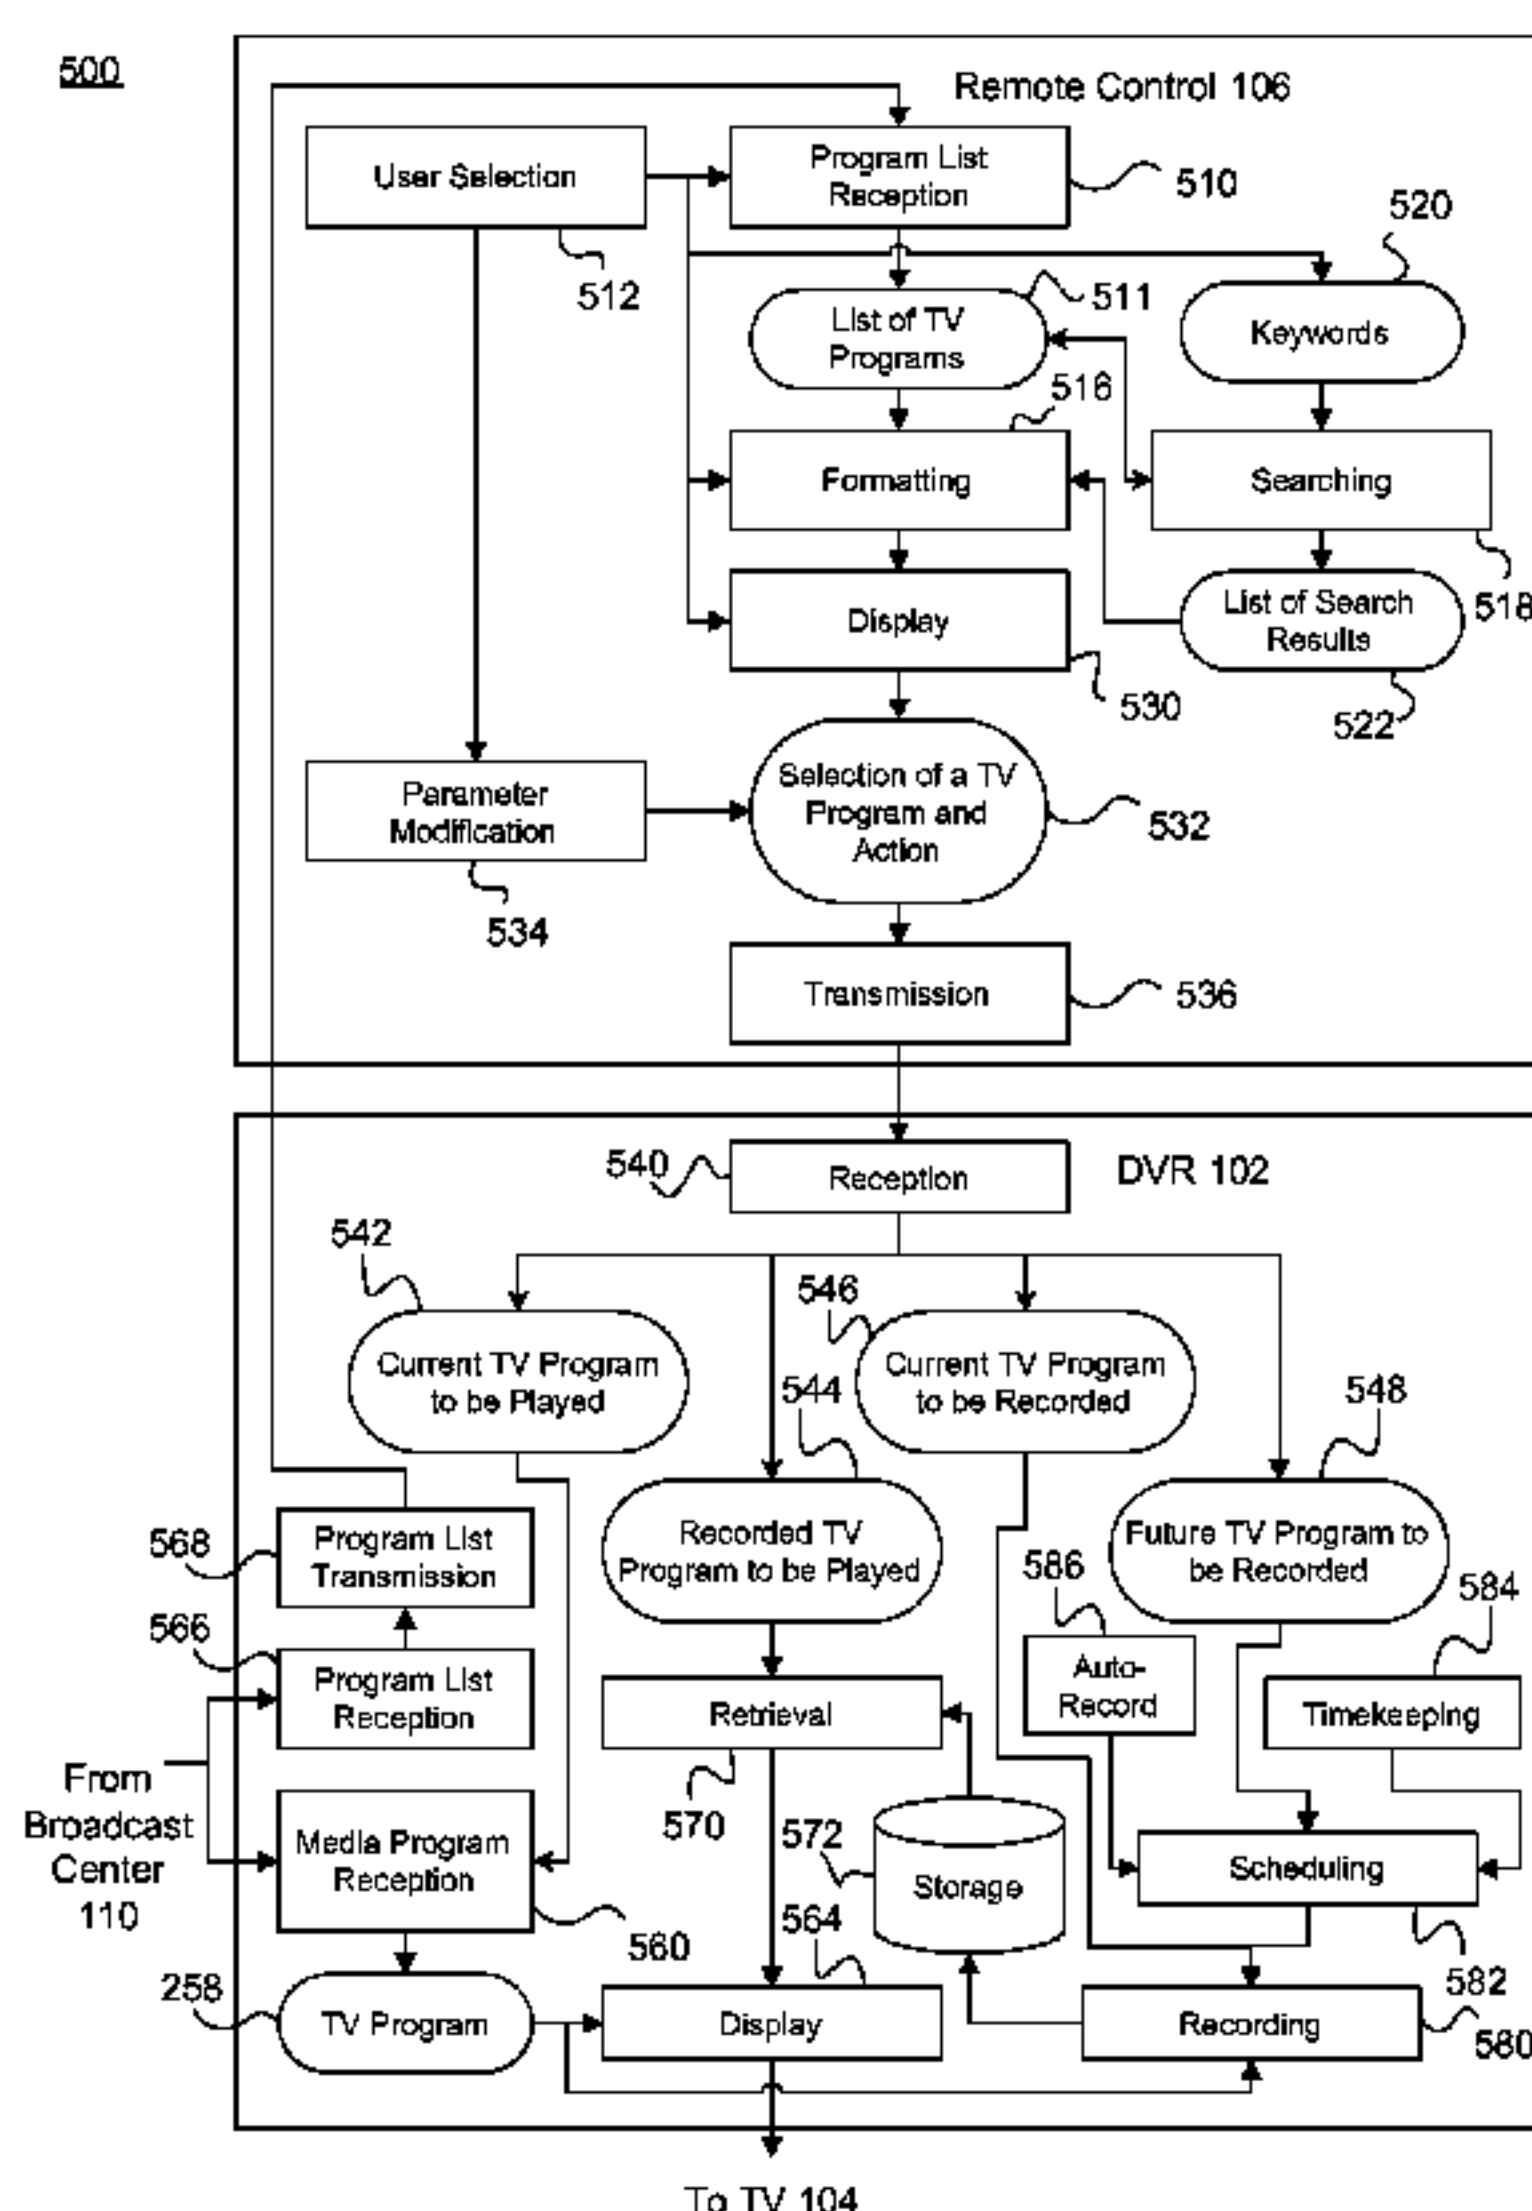 500
Remote Control 106
User Selection
512
Program List
Reception
510
520
List of TV
Programs
511
Keywords
516
Formatting
Searching
518
Display
530
List of Search
Results
522
Parameter
Modification
534
Selection of a TV
Program and
Action
532
Transmission
536
540
Reception
DVR 102
542
546
Current TV Program
to be Played
544
Current TV Program
to be Recorded
548
568
Program List
Transmission
Recorded TV
Program to be Played
586
Future TV Program to
be Recorded
584
566
Program List
Reception
Retrieval
570
Auto-
Record
Timekeeping
From
Broadcast
Center
110
Media Program
Reception
560
572
Storage
Scheduling
582
564
258
TV Program
Display
Recording
580
To TV 104